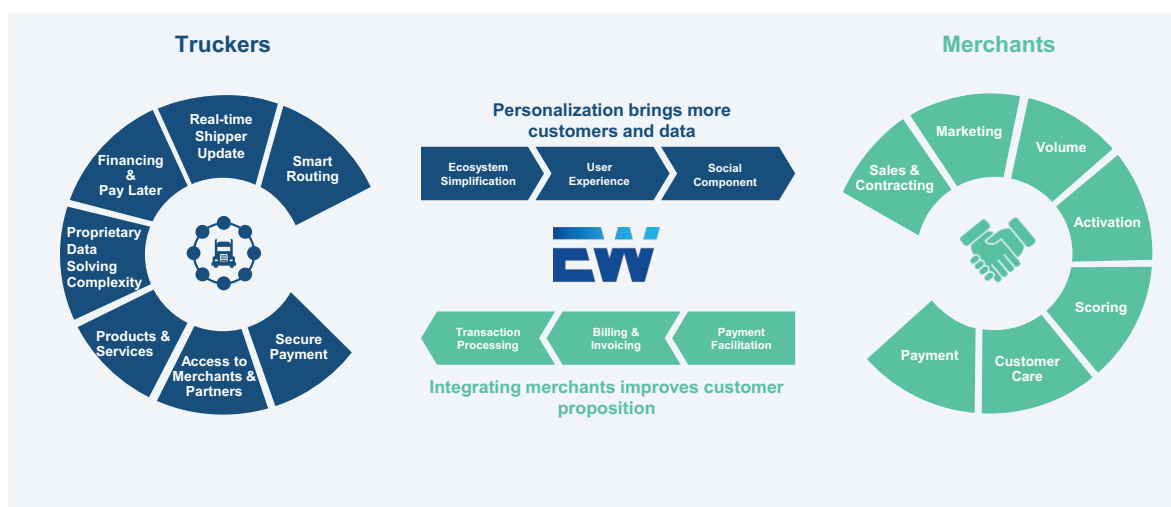 Truckers
Real-time
Shipper
Update
Smart
Routing
Financing
&
Pay Later
Proprietary
Data
Solving
Complexity
Products &
Services
Access to
Merchants &
Partners
Secure
Payment
Personalization brings more
customers and data
Ecosystem
Simplification
User
Experience
Social
Component
EW
Transaction
Processing
Billing &
Invoicing
Payment
Facilitation
Integrating merchants improves customer
proposition
Merchants
Sales &
Contracting
Marketing
Volume
Activation
Scoring
Customer
Care
Payment